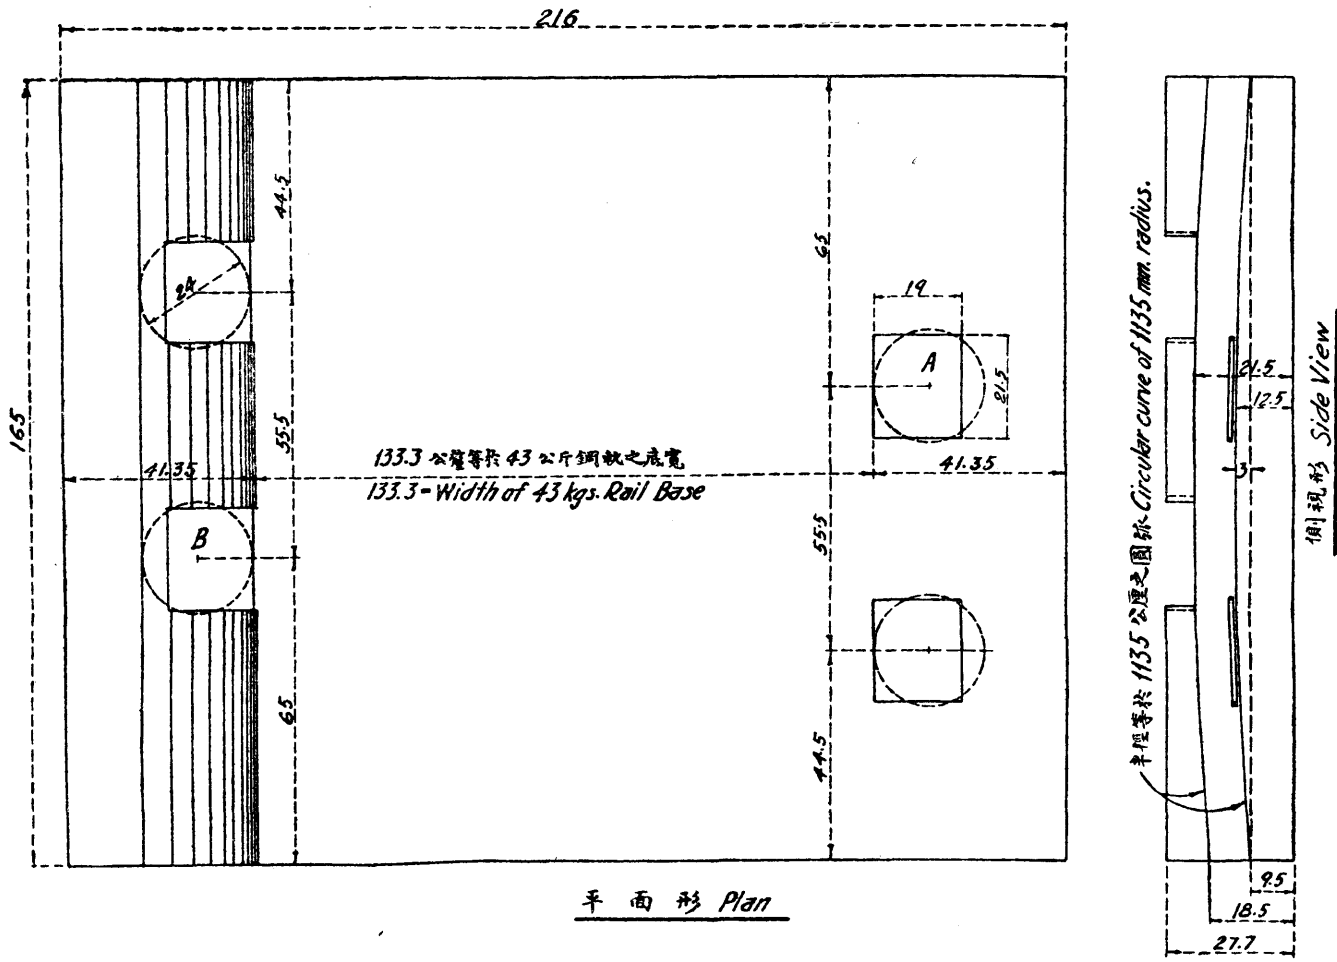 216
44.5
24
165
55.5
41.35
B
65
65
19
A
21.5
41.35
133.3 公厘等於 43 公斤鋼軌之底寬
133.3 = Width of 43 kgs. Rail Base
55.5
44.5
平面形 Plan
半徑等於 1135 公厘之圓弧 Circular curve of 1135 mm. radius.
21.5
12.5
3
9.5
18.5
27.7
側視形 Side View